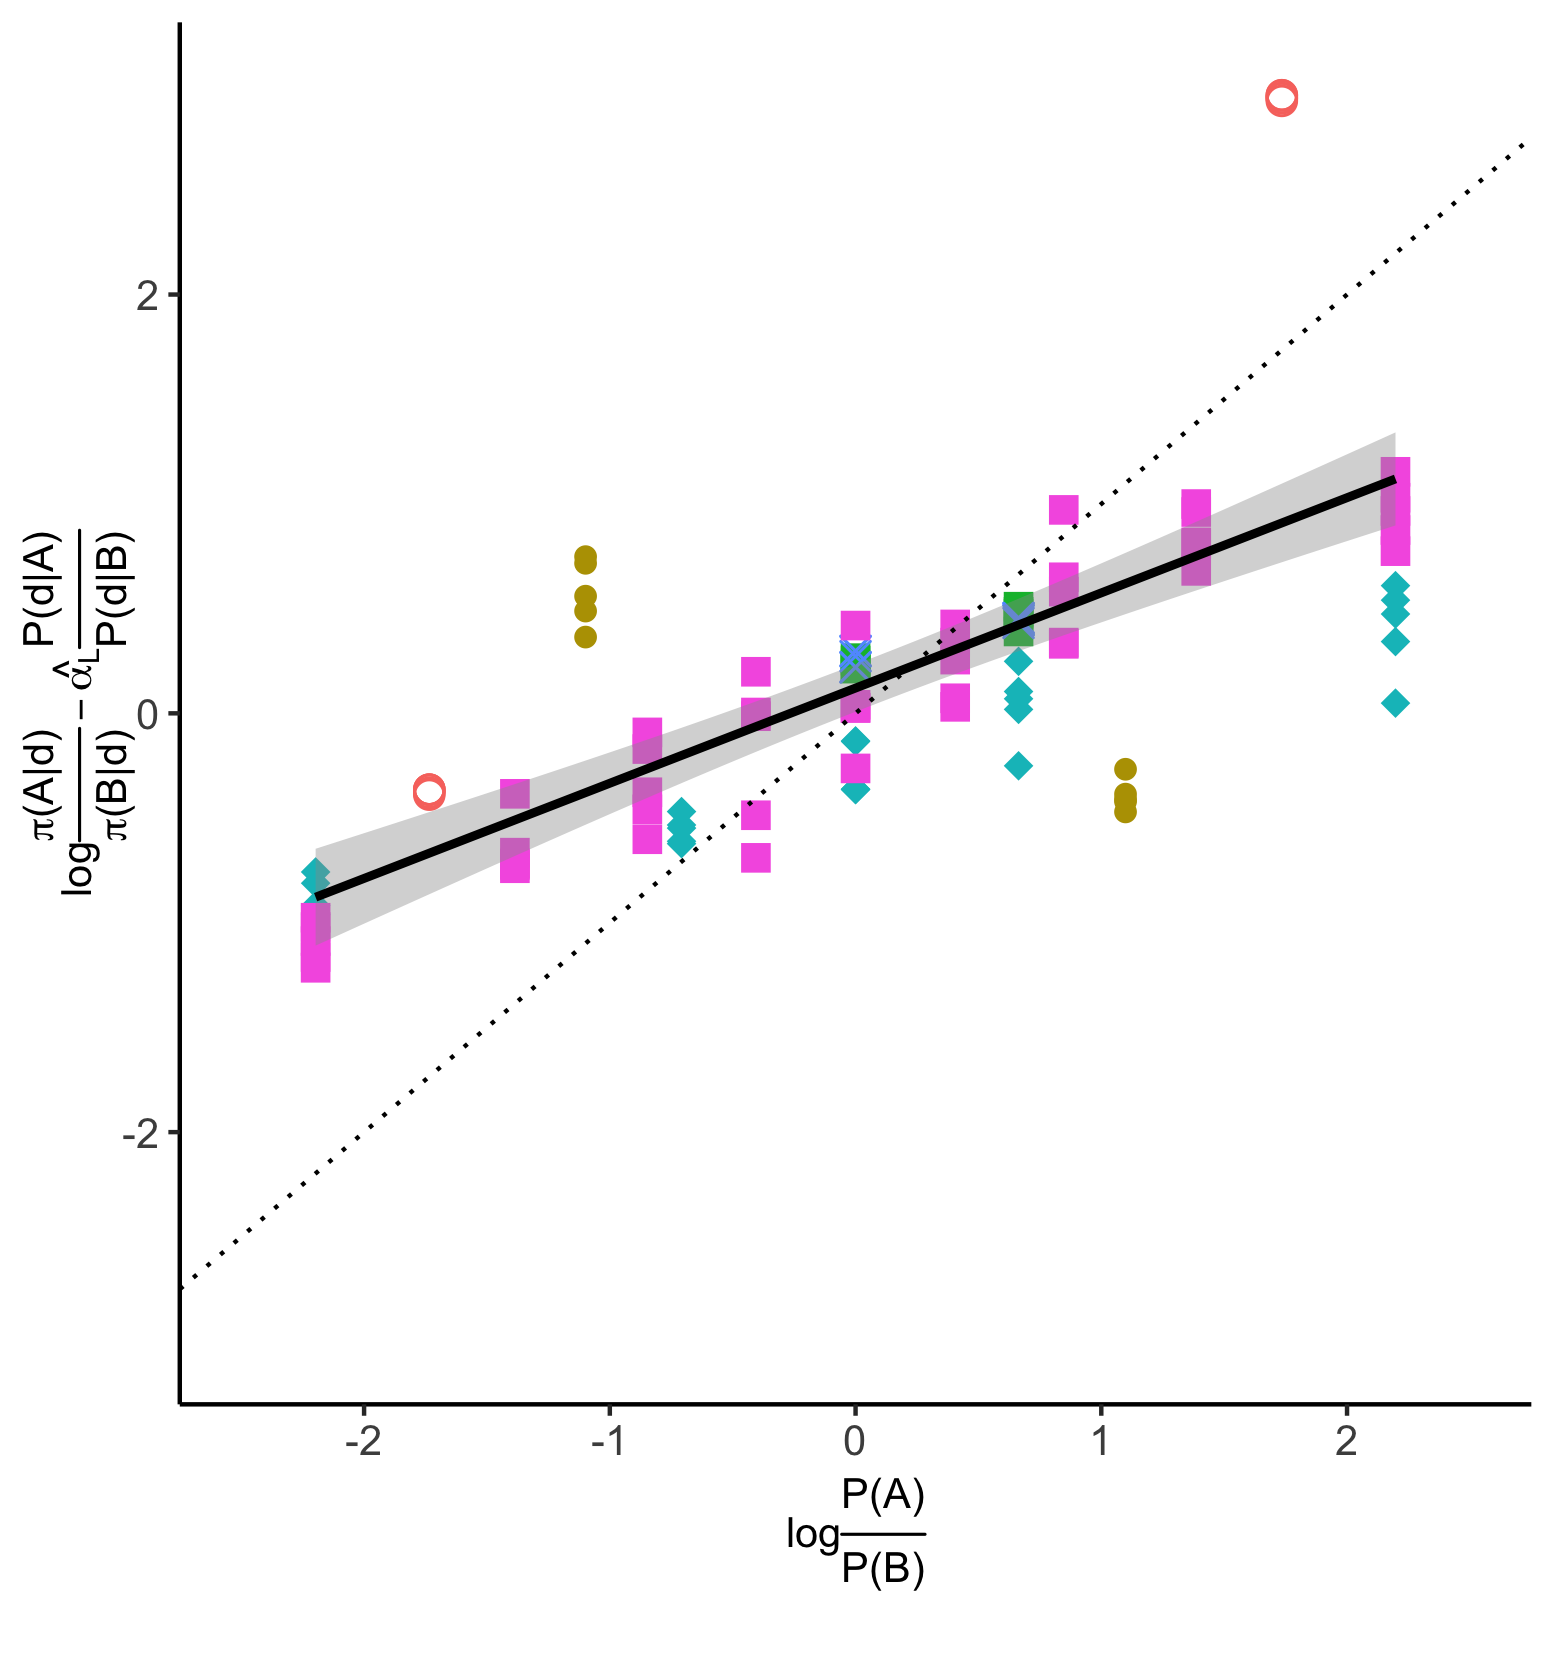 log π(A|d)/π(B|d) − α̂L P(d|A)/P(d|B)
2
0
-2
-2 -1 0 1 2
log P(A)/P(B)